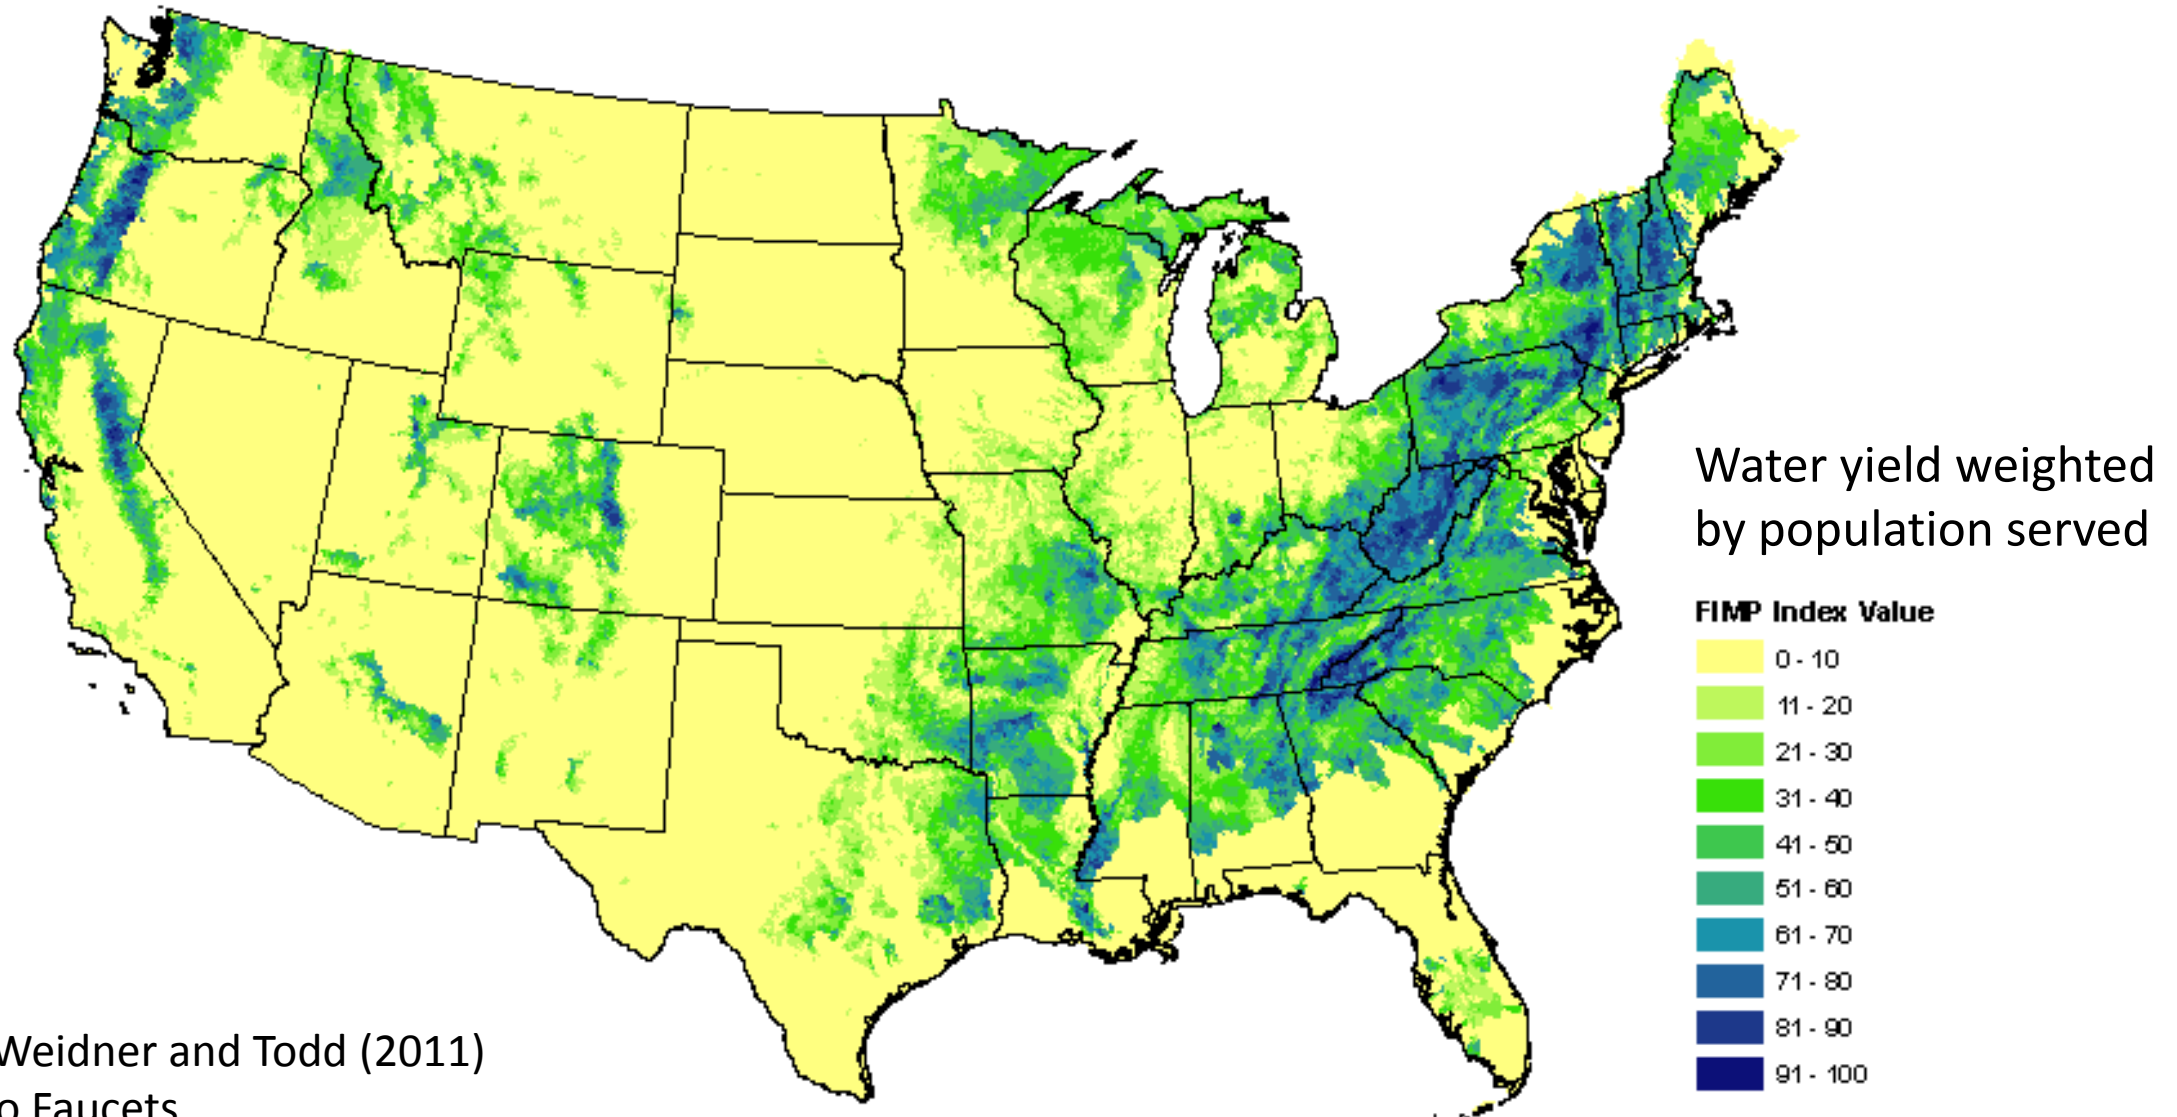 Water yield weighted
by population served
FIMP Index Value
0 - 10
11 - 20
21 - 30
31 - 40
41 - 50
51 - 60
61 - 70
71 - 80
81 - 90
91 - 100
Weidner and Todd (2011)
o Faucets